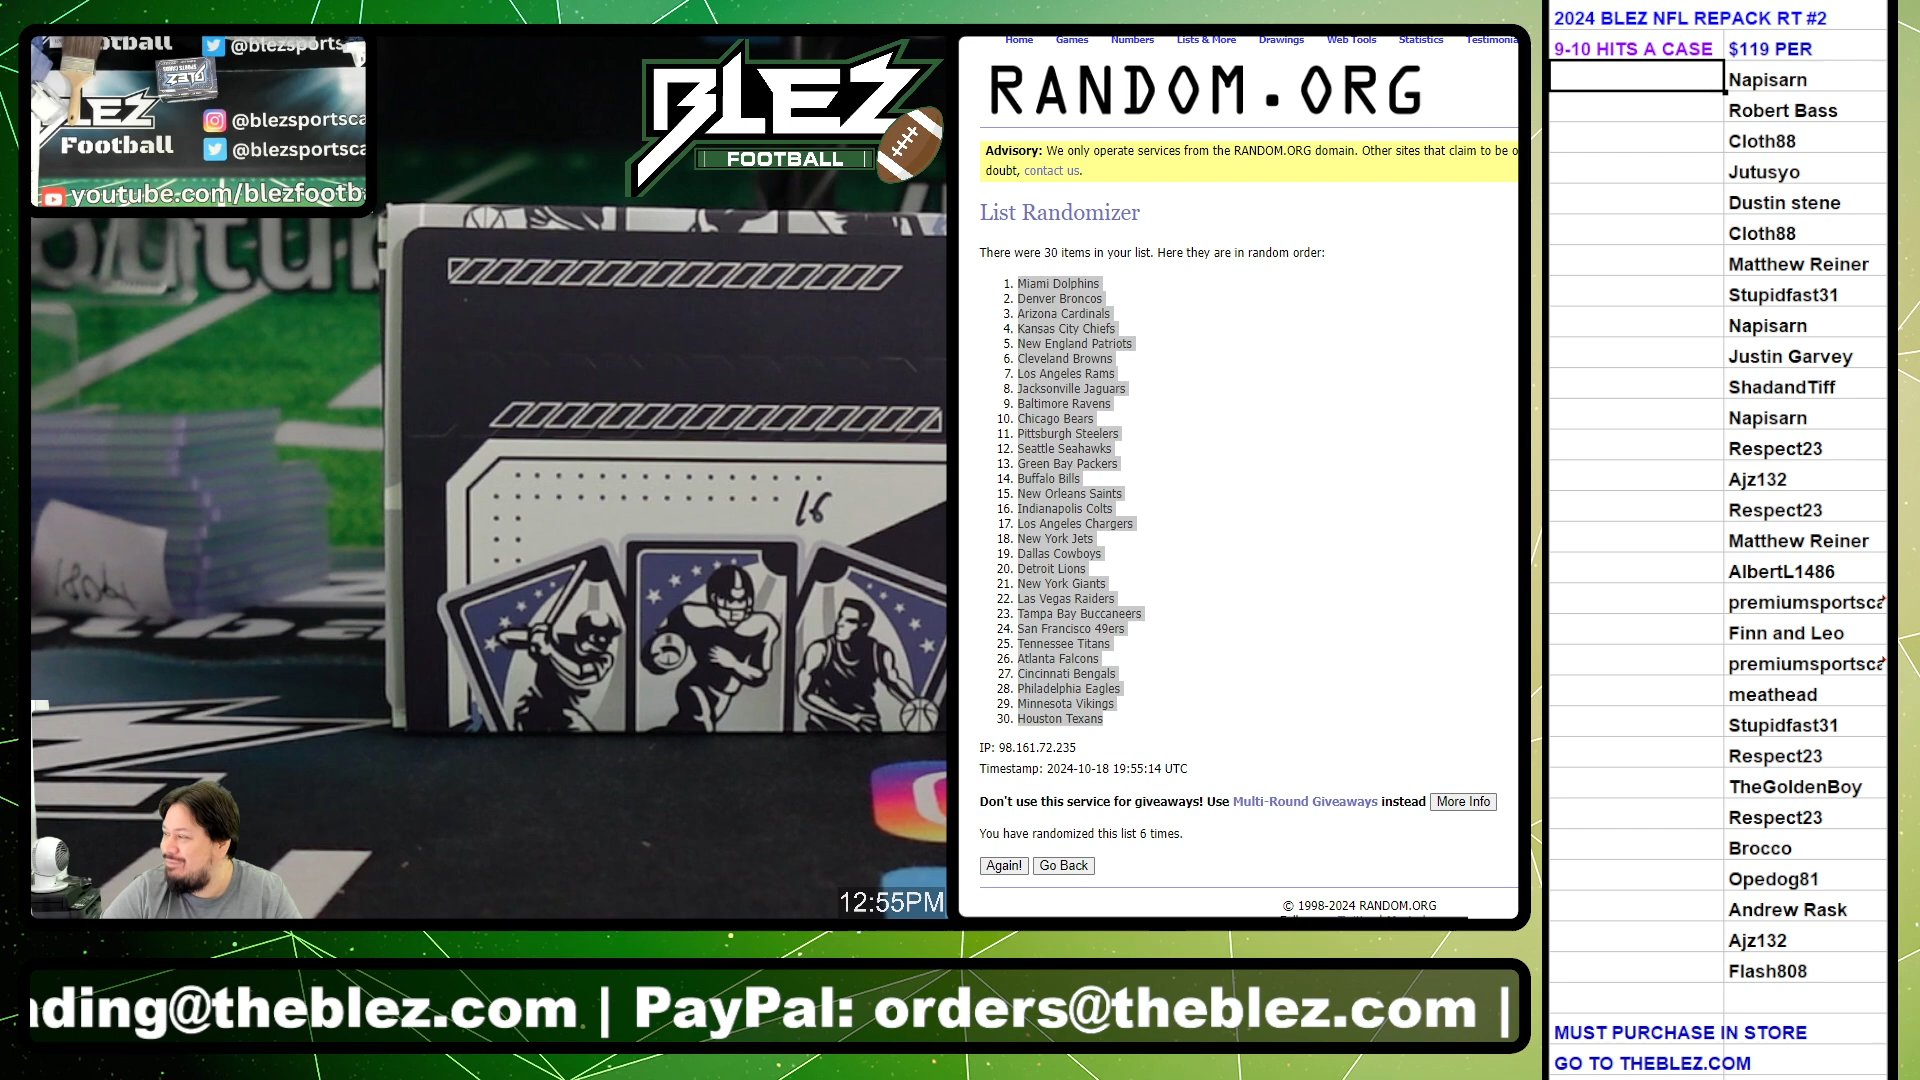 otball
@blezsports
BLEZ
@blezsportsca
Football
@blezsportsca
youtube.com/blezfootb
BLEZ
FOOTBALL
16
12:55PM
Home Games Numbers Lists & More Drawings Web Tools Statistics Testimonia
RANDOM.ORG
Advisory: We only operate services from the RANDOM.ORG domain. Other sites that claim to be o
doubt, contact us.
List Randomizer
There were 30 items in your list. Here they are in random order:
1. Miami Dolphins
2. Denver Broncos
3. Arizona Cardinals
4. Kansas City Chiefs
5. New England Patriots
6. Cleveland Browns
7. Los Angeles Rams
8. Jacksonville Jaguars
9. Baltimore Ravens
10. Chicago Bears
11. Pittsburgh Steelers
12. Seattle Seahawks
13. Green Bay Packers
14. Buffalo Bills
15. New Orleans Saints
16. Indianapolis Colts
17. Los Angeles Chargers
18. New York Jets
19. Dallas Cowboys
20. Detroit Lions
21. New York Giants
22. Las Vegas Raiders
23. Tampa Bay Buccaneers
24. San Francisco 49ers
25. Tennessee Titans
26. Atlanta Falcons
27. Cincinnati Bengals
28. Philadelphia Eagles
29. Minnesota Vikings
30. Houston Texans
IP: 98.161.72.235
Timestamp: 2024-10-18 19:55:14 UTC
Don't use this service for giveaways! Use Multi-Round Giveaways instead More Info
You have randomized this list 6 times.
Again! Go Back
© 1998-2024 RANDOM.ORG
2024 BLEZ NFL REPACK RT #2
9-10 HITS A CASE $119 PER
Napisarn
Robert Bass
Cloth88
Jutusyo
Dustin stene
Cloth88
Matthew Reiner
Stupidfast31
Napisarn
Justin Garvey
ShadandTiff
Napisarn
Respect23
Ajz132
Respect23
Matthew Reiner
AlbertL1486
premiumsportsca
Finn and Leo
premiumsportsca
meathead
Stupidfast31
Respect23
TheGoldenBoy
Respect23
Brocco
Opedog81
Andrew Rask
Ajz132
Flash808
MUST PURCHASE IN STORE
GO TO THEBLEZ.COM
ading@theblez.com | PayPal: orders@theblez.com |